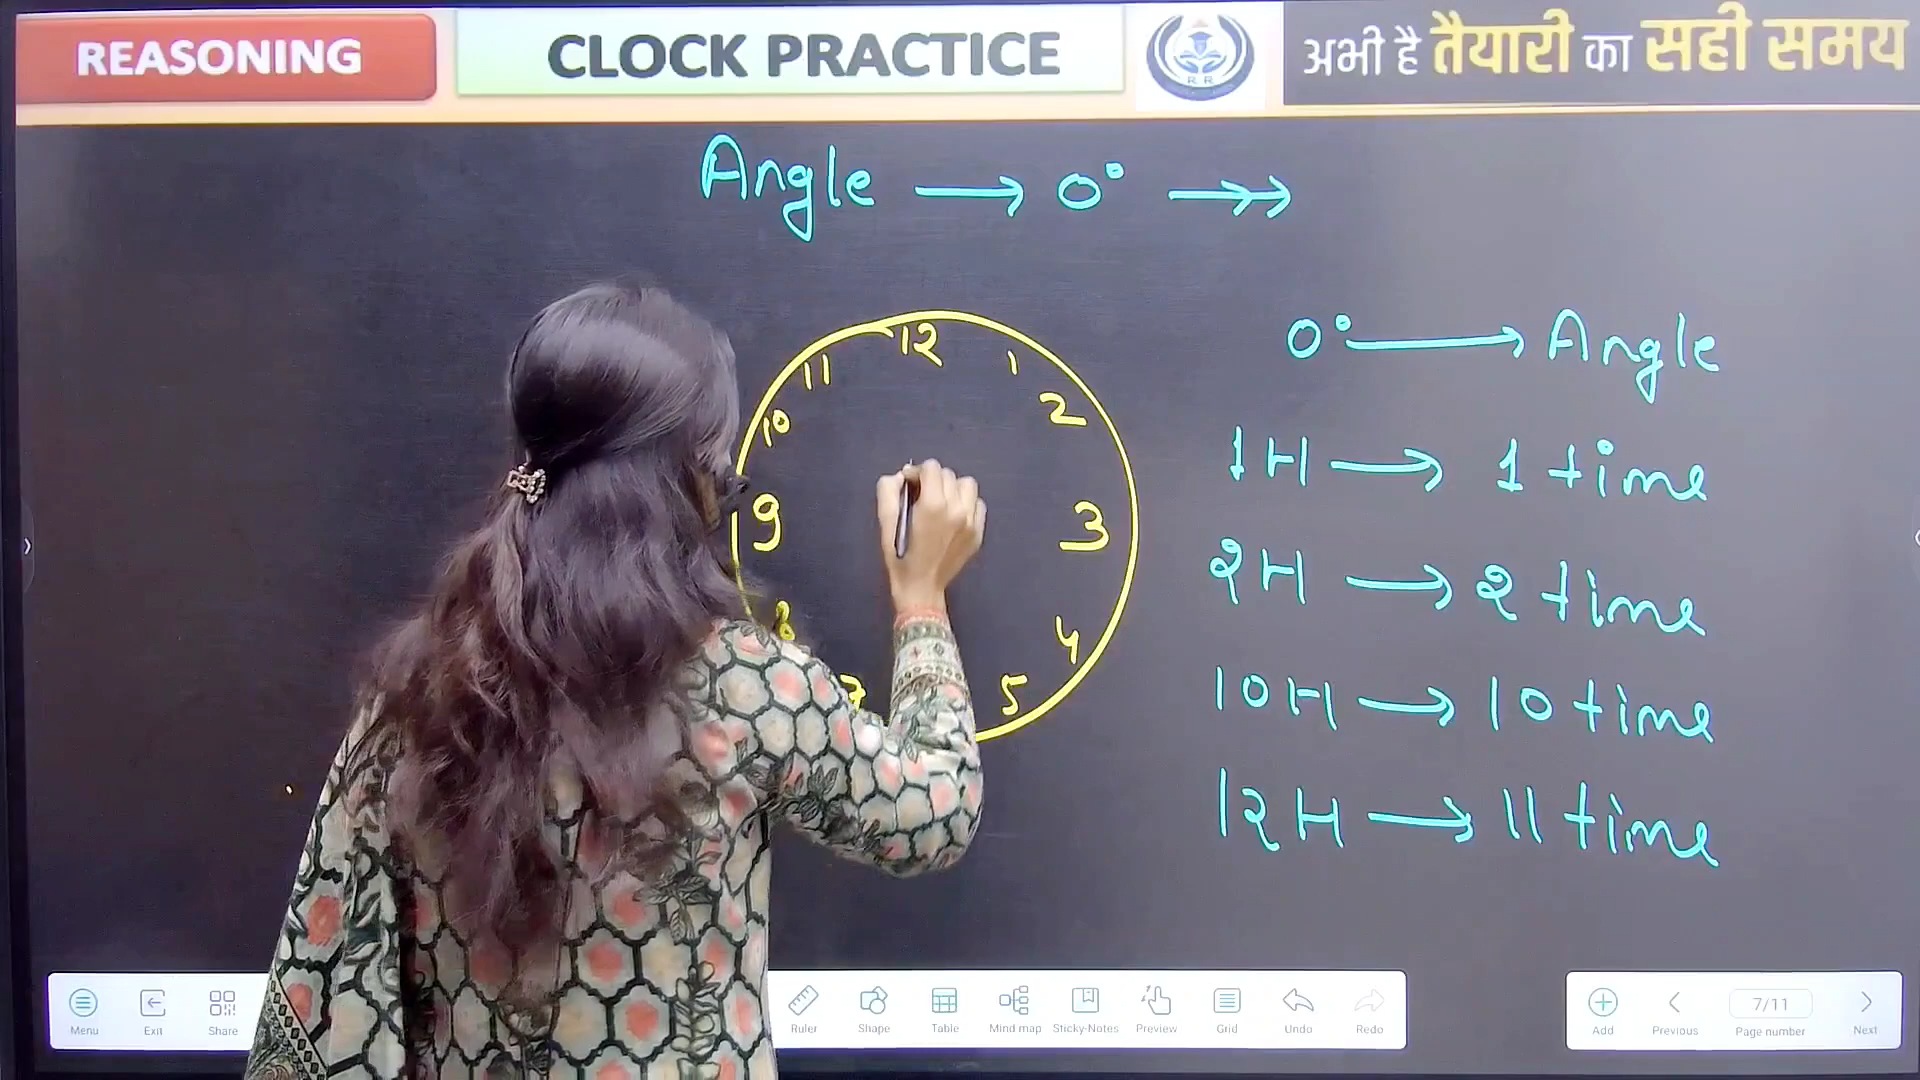 REASONING
CLOCK PRACTICE
R R
अभी है तैयारी का सही समय
Angle → 0° →>
12
11
1
10
2
9
3
8
4
7
5
0° → Angle
1H → 1 time
2H → 2 time
10H → 10 time
12H → 11 time
Menu
Exit
Share
Ruler
Shape
Table
Mind map
Sticky-Notes
Preview
Grid
Undo
Redo
Add
Previous
7/11
Page number
Next